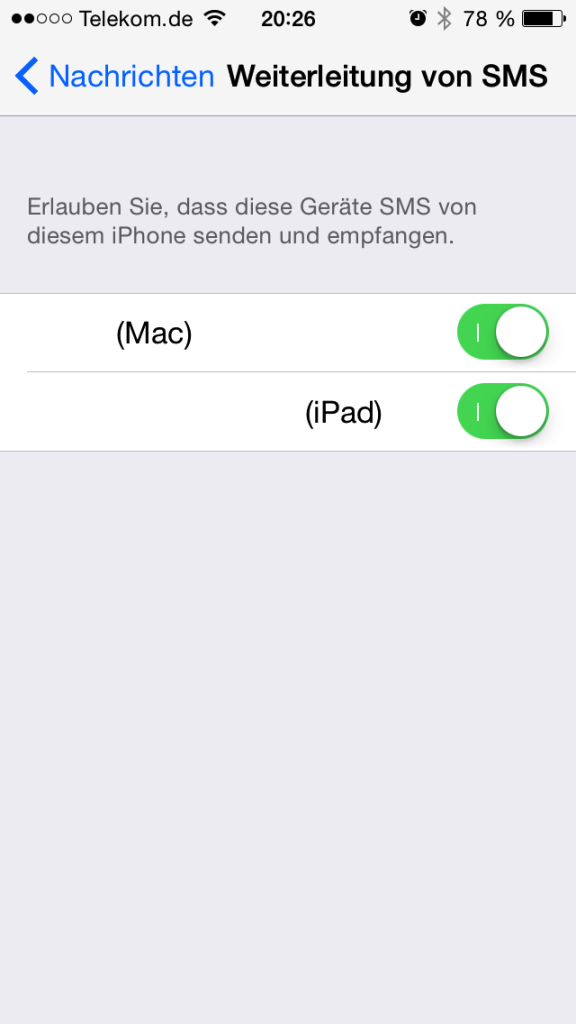 Telekom.de 20:26 78 %
Nachrichten Weiterleitung von SMS
Erlauben Sie, dass diese Geräte SMS von
diesem iPhone senden und empfangen.
(Mac)
(iPad)